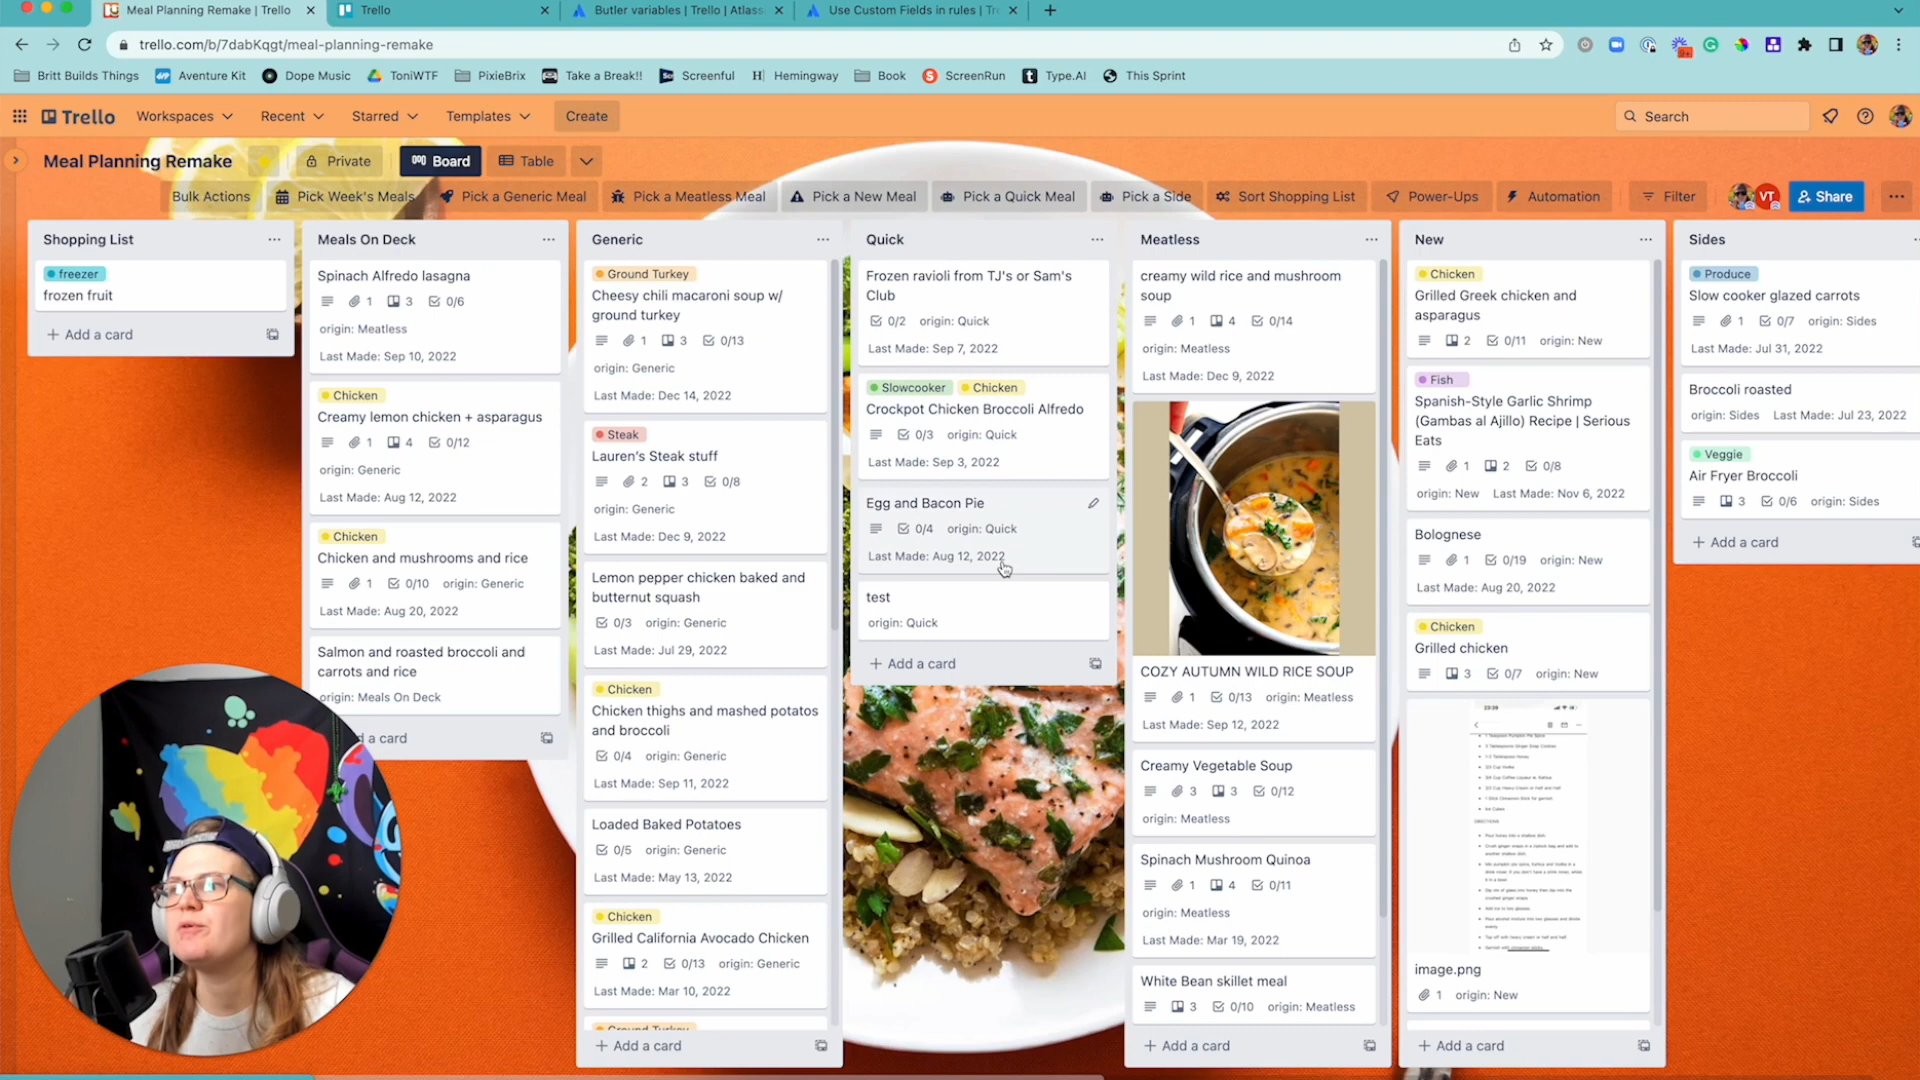 Meal Planning Remake | Trello
Trello
Butler variables | Trello | Atlas
Use Custom Fields in rules | Tr
trello.com/b/7dabKqgt/meal-planning-remake
Britt Builds Things
Aventure Kit
Dope Music
ToniWTF
PixieBrix
Take a Break!!
Screenful
Hemingway
Book
ScreenRun
Type.AI
This Sprint
Trello
Workspaces
Recent
Starred
Templates
Create
Search
Meal Planning Remake
Private
Board
Table
Bulk Actions
Pick Week's Meals
Pick a Generic Meal
Pick a Meatless Meal
Pick a New Meal
Pick a Quick Meal
Pick a Side
Sort Shopping List
Power-Ups
Automation
Filter
VT
Share
Shopping List
freezer
frozen fruit
+ Add a card
Meals On Deck
Spinach Alfredo lasagna
1 3 0/6
origin: Meatless
Last Made: Sep 10, 2022
Chicken
Creamy lemon chicken + asparagus
1 4 0/12
origin: Generic
Last Made: Aug 12, 2022
Chicken
Chicken and mushrooms and rice
1 0/10 origin: Generic
Last Made: Aug 20, 2022
Salmon and roasted broccoli and
carrots and rice
origin: Meals On Deck
d a card
Generic
Ground Turkey
Cheesy chili macaroni soup w/
ground turkey
1 3 0/13
origin: Generic
Last Made: Dec 14, 2022
Steak
Lauren's Steak stuff
2 3 0/8
origin: Generic
Last Made: Dec 9, 2022
Lemon pepper chicken baked and
butternut squash
0/3 origin: Generic
Last Made: Jul 29, 2022
Chicken
Chicken thighs and mashed potatos
and broccoli
0/4 origin: Generic
Last Made: Sep 11, 2022
Loaded Baked Potatoes
0/5 origin: Generic
Last Made: May 13, 2022
Chicken
Grilled California Avocado Chicken
2 0/13 origin: Generic
Last Made: Mar 10, 2022
Ground Turkey
+ Add a card
Quick
Frozen ravioli from TJ's or Sam's
Club
0/2 origin: Quick
Last Made: Sep 7, 2022
Slowcooker Chicken
Crockpot Chicken Broccoli Alfredo
0/3 origin: Quick
Last Made: Sep 3, 2022
Egg and Bacon Pie
0/4 origin: Quick
Last Made: Aug 12, 2022
test
origin: Quick
+ Add a card
Meatless
creamy wild rice and mushroom
soup
1 4 0/14
origin: Meatless
Last Made: Dec 9, 2022
COZY AUTUMN WILD RICE SOUP
1 0/13 origin: Meatless
Last Made: Sep 12, 2022
Creamy Vegetable Soup
3 3 0/12
origin: Meatless
Spinach Mushroom Quinoa
1 4 0/11
origin: Meatless
Last Made: Mar 19, 2022
White Bean skillet meal
3 0/10 origin: Meatless
+ Add a card
New
Chicken
Grilled Greek chicken and
asparagus
2 0/11 origin: New
Fish
Spanish-Style Garlic Shrimp
(Gambas al Ajillo) Recipe | Serious
Eats
1 2 0/8
origin: New Last Made: Nov 6, 2022
Bolognese
1 0/19 origin: New
Last Made: Aug 20, 2022
Chicken
Grilled chicken
3 0/7 origin: New
23:39
DIRECTIONS
image.png
1 origin: New
+ Add a card
Sides
Produce
Slow cooker glazed carrots
1 0/7 origin: Sides
Last Made: Jul 31, 2022
Broccoli roasted
origin: Sides Last Made: Jul 23, 2022
Veggie
Air Fryer Broccoli
3 0/6 origin: Sides
+ Add a card